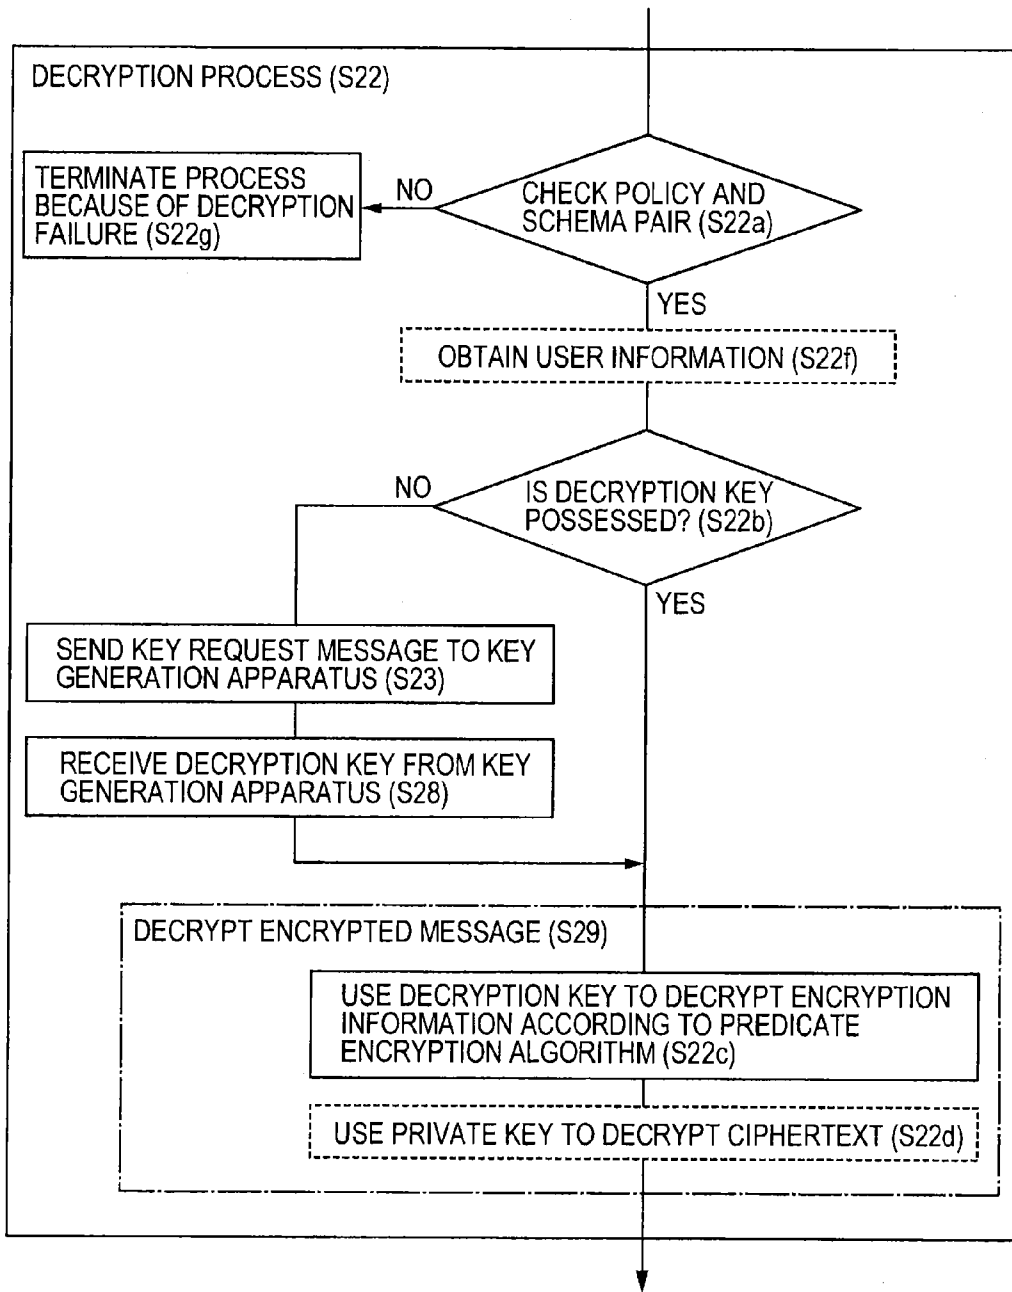 DECRYPTION PROCESS (S22)
TERMINATE PROCESS
BECAUSE OF DECRYPTION
FAILURE (S22g)
NO
CHECK POLICY AND
SCHEMA PAIR (S22a)
YES
OBTAIN USER INFORMATION (S22f)
NO
IS DECRYPTION KEY
POSSESSED? (S22b)
YES
SEND KEY REQUEST MESSAGE TO KEY
GENERATION APPARATUS (S23)
RECEIVE DECRYPTION KEY FROM KEY
GENERATION APPARATUS (S28)
DECRYPT ENCRYPTED MESSAGE (S29)
USE DECRYPTION KEY TO DECRYPT ENCRYPTION
INFORMATION ACCORDING TO PREDICATE
ENCRYPTION ALGORITHM (S22c)
USE PRIVATE KEY TO DECRYPT CIPHERTEXT (S22d)